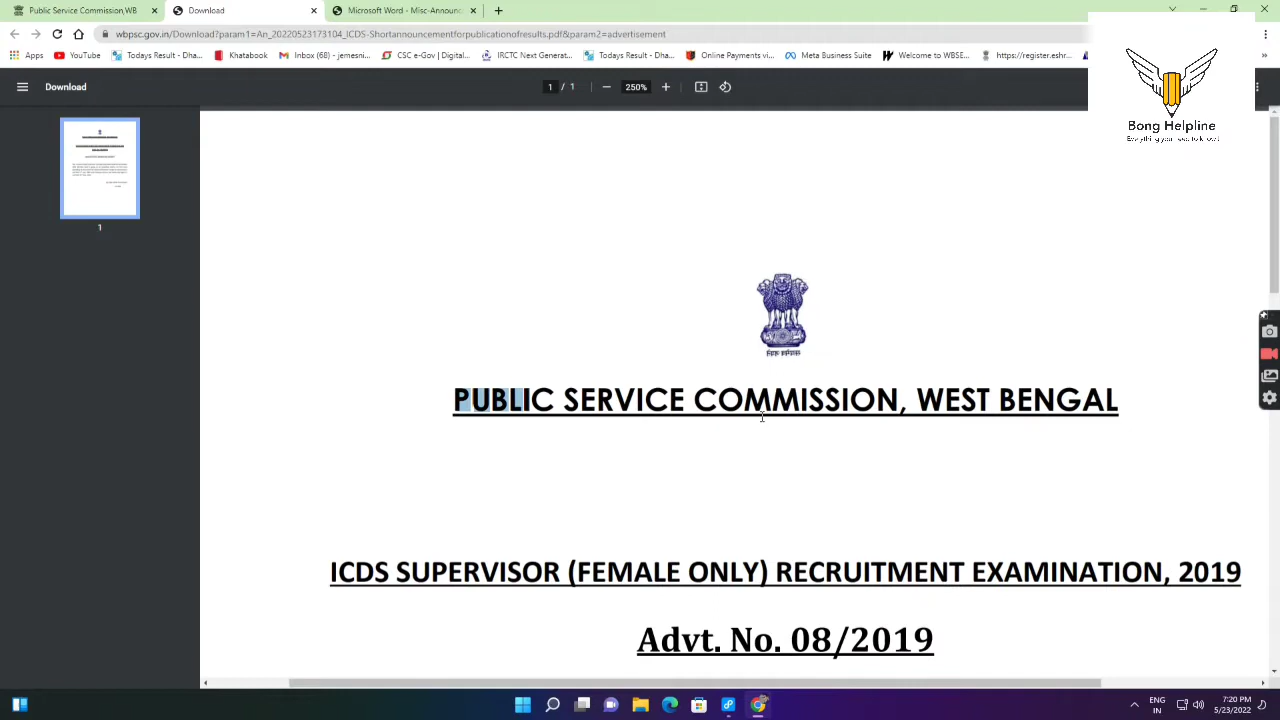 Public Service Commission,WB
Download
Microsoft Word - Misc-Announc
wbpsc.gov.in/Download?param1=An_20220523173104_ICDS-Shortannouncementforpublicationofresults.pdf&param2=advertisement
Apps
YouTube
Todays Result - Dha...
Khatabook
Inbox (68) - jemesni...
CSC e-Gov | Digital...
IRCTC Next Generat...
Todays Result - Dha...
Online Payments vi...
Meta Business Suite
Welcome to WBSE...
https://register.eshr...
Download
1 / 1
250%
Bong Helpline
1
PUBLIC SERVICE COMMISSION, WEST BENGAL
ICDS SUPERVISOR (FEMALE ONLY) RECRUITMENT EXAMINATION, 2019
Advt. No. 08/2019
ENG
IN
7:20 PM
5/23/2022